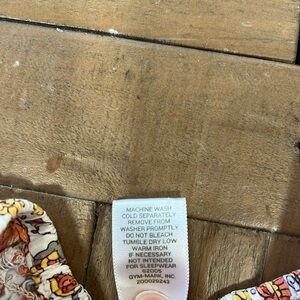 MACHINE WASH
COLD SEPARATELY
REMOVE FROM
WASHER PROMPTLY
DO NOT BLEACH
TUMBLE DRY LOW
WARM IRON
IF NECESSARY
NOT INTENDED
FOR SLEEPWEAR
©2005
GYM-MARK, INC.
200029243